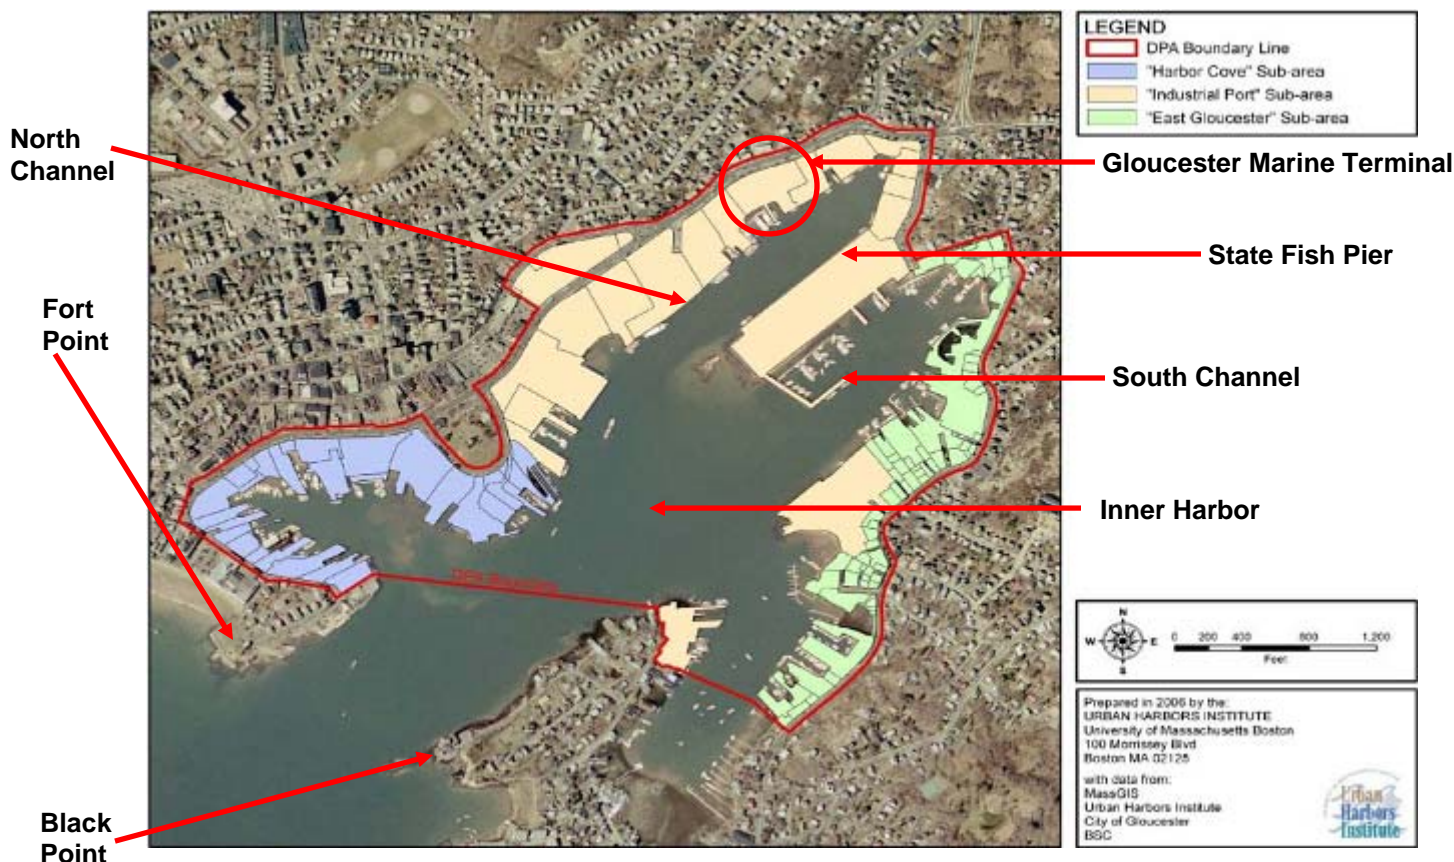 LEGEND
DPA Boundary Line
"Harbor Cove" Sub-area
"Industrial Port" Sub-area
"East Gloucester" Sub-area
North
Channel
Gloucester Marine Terminal
State Fish Pier
Fort
Point
South Channel
Inner Harbor
DPA Boundary
N
W E
S
0 200 400 800 1,200
Feet
Prepared in 2006 by the:
URBAN HARBORS INSTITUTE
University of Massachusetts Boston
100 Morrissey Blvd
Boston MA 02125
with data from:
MassGIS
Urban Harbors Institute
City of Gloucester
BSC
Urban
Harbors
Institute
Black
Point